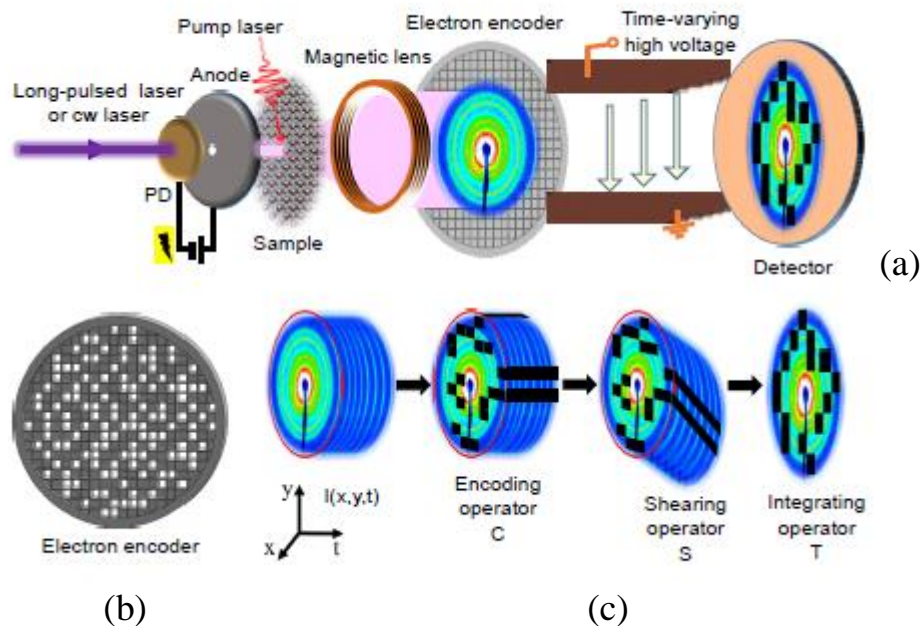 Pump laser
Electron encoder
Time-varying
high voltage
Magnetic lens
Anode
Long-pulsed laser
or cw laser
PD
Sample
Detector
(a)
Electron encoder
y
x
t
I(x,y,t)
Encoding
operator
C
Shearing
operator
S
Integrating
operator
T
(b)
(c)